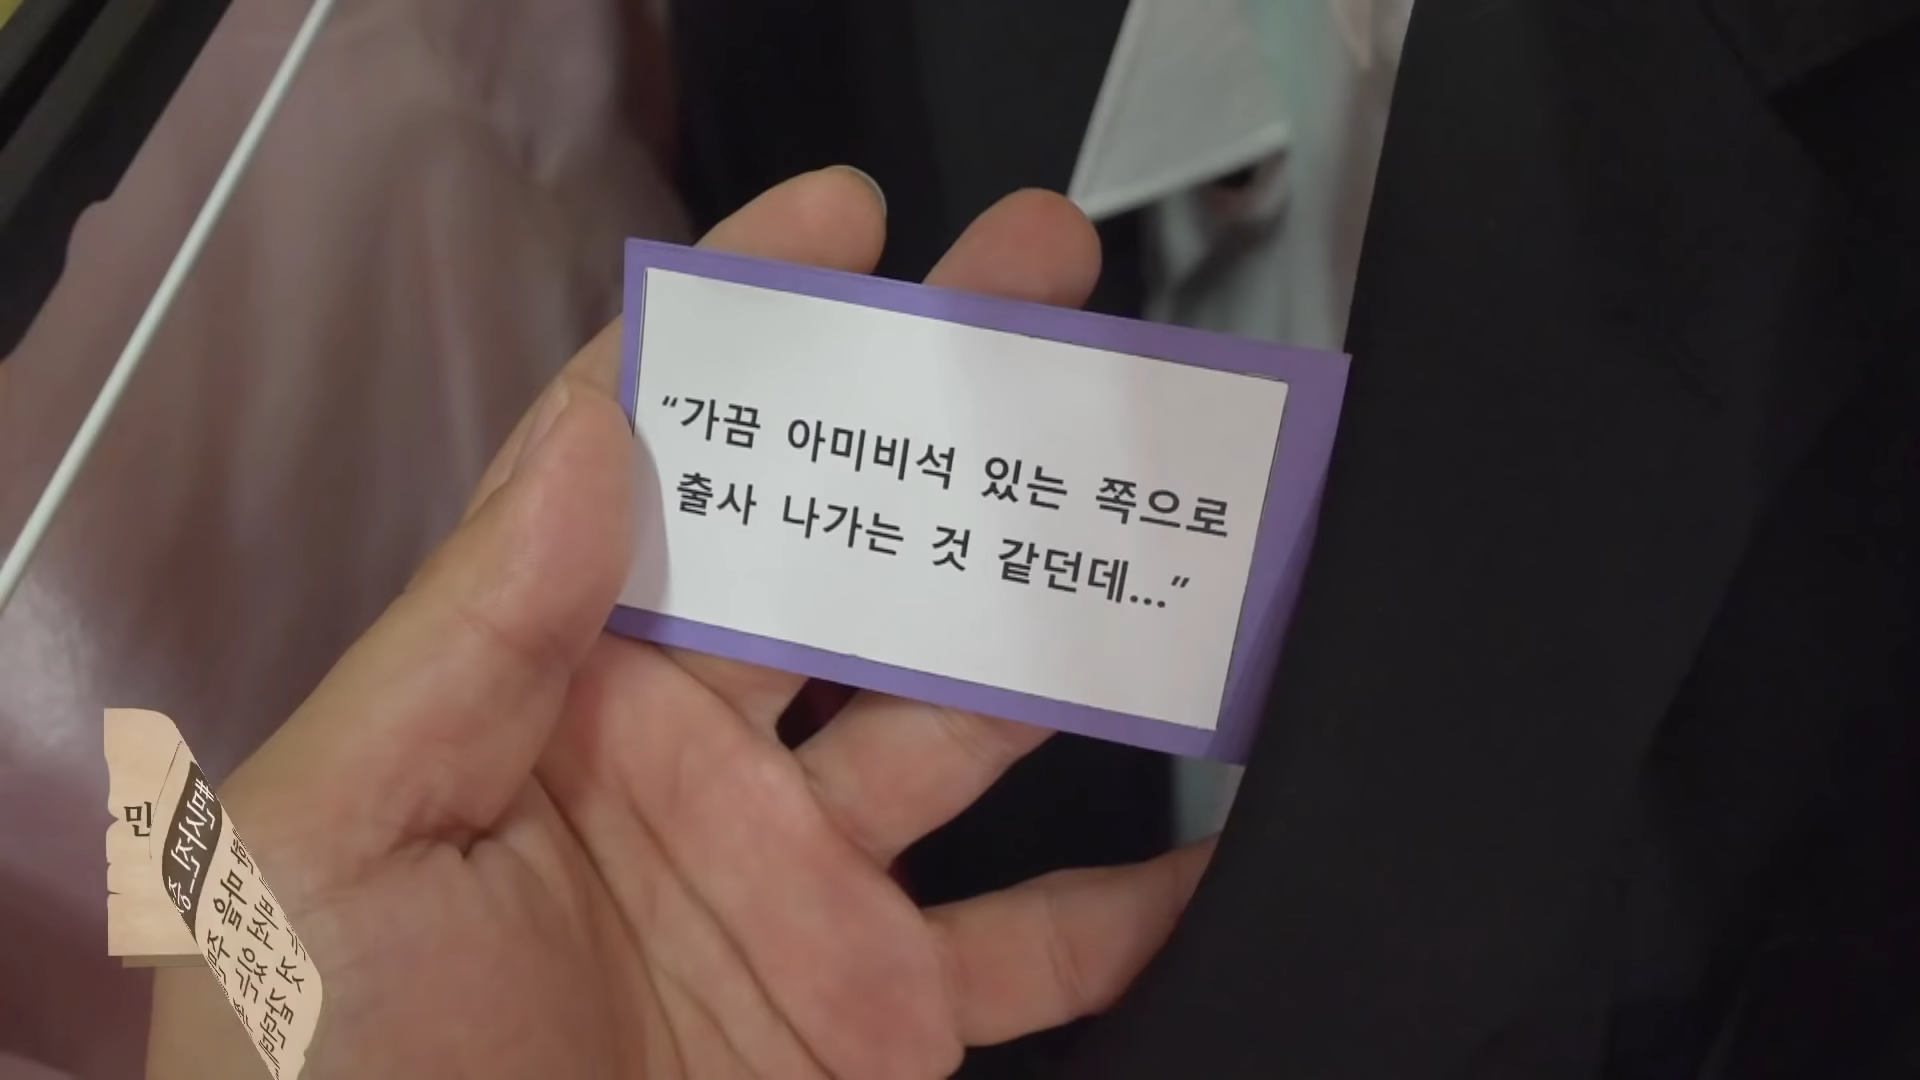 “가끔 아미비석 있는 쪽으로
출사 나가는 것 같던데...”
민